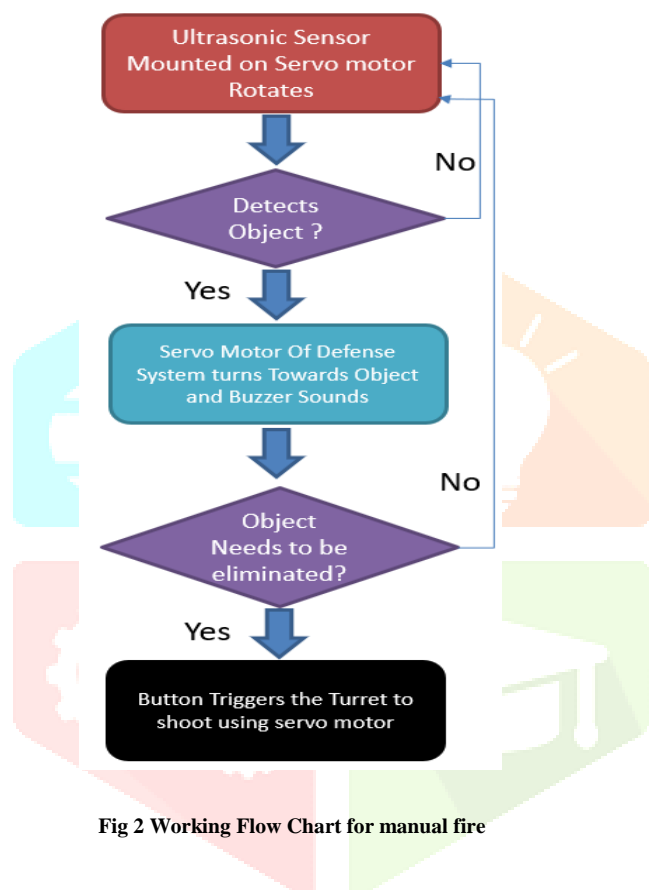 Ultrasonic Sensor
Mounted on Servo motor
Rotates
No
Detects
Object ?
Yes
Servo Motor Of Defense
System turns Towards Object
and Buzzer Sounds
No
Object
Needs to be
eliminated?
Yes
Button Triggers the Turret to
shoot using servo motor
Fig 2 Working Flow Chart for manual fire